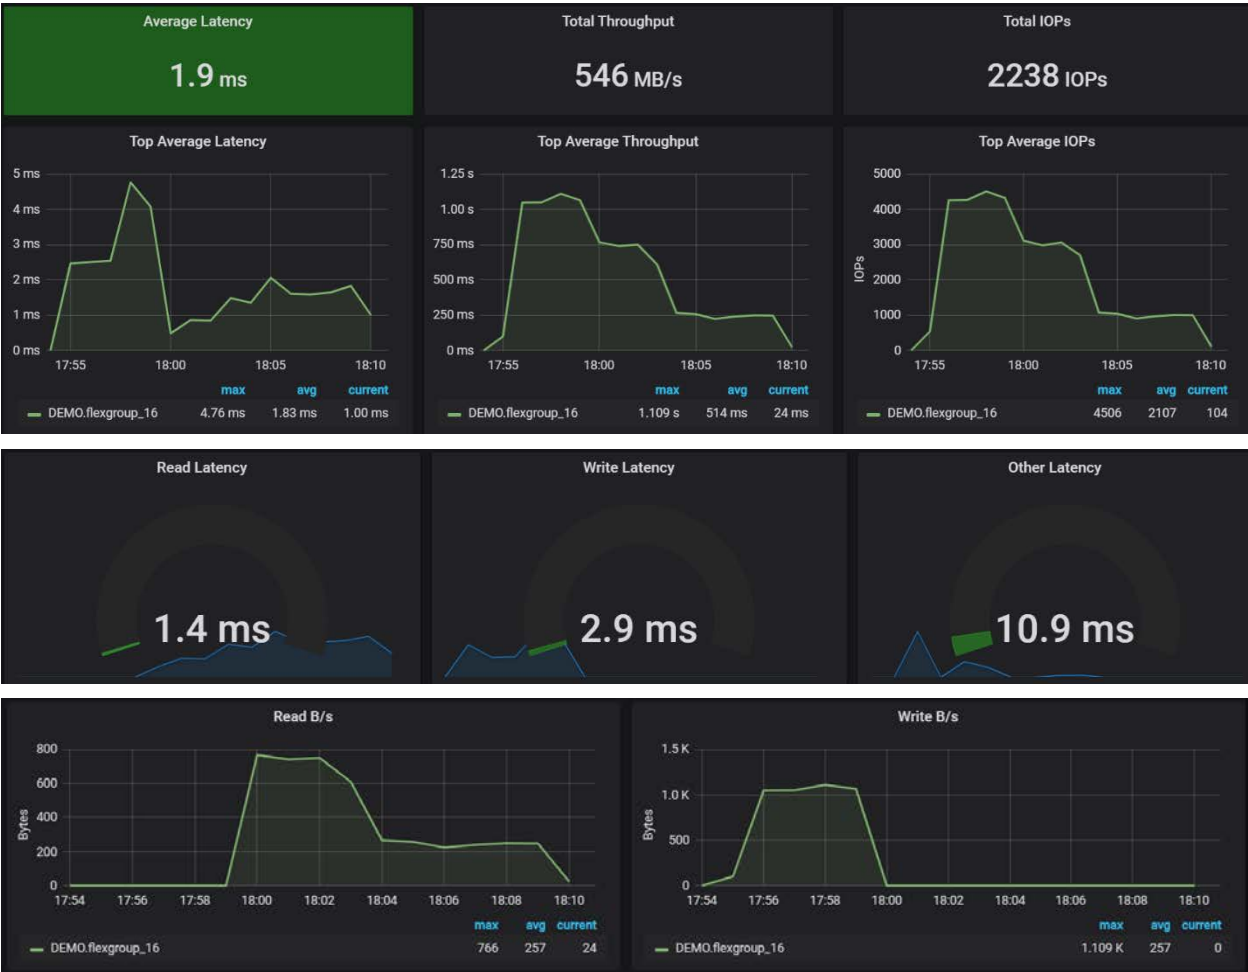 Average Latency
1.9 ms
Total Throughput
546 MB/s
Total IOPs
2238 IOPs
Top Average Latency
5 ms
4 ms
3 ms
2 ms
1 ms
0 ms
17:55 18:00 18:05 18:10
max avg current
DEMO.flexgroup_16 4.76 ms 1.83 ms 1.00 ms
Top Average Throughput
1.25 s
1.00 s
750 ms
500 ms
250 ms
0 ms
17:55 18:00 18:05 18:10
max avg current
DEMO.flexgroup_16 1.109 s 514 ms 24 ms
Top Average IOPs
IOPs
5000
4000
3000
2000
1000
0
17:55 18:00 18:05 18:10
max avg current
DEMO.flexgroup_16 4506 2107 104
Read Latency
1.4 ms
Write Latency
2.9 ms
Other Latency
10.9 ms
Read B/s
Bytes
800
600
400
200
0
17:54 17:56 17:58 18:00 18:02 18:04 18:06 18:08 18:10
max avg current
DEMO.flexgroup_16 766 257 24
Write B/s
Bytes
1.5 K
1.0 K
500
0
17:54 17:56 17:58 18:00 18:02 18:04 18:06 18:08 18:10
max avg current
DEMO.flexgroup_16 1.109 K 257 0